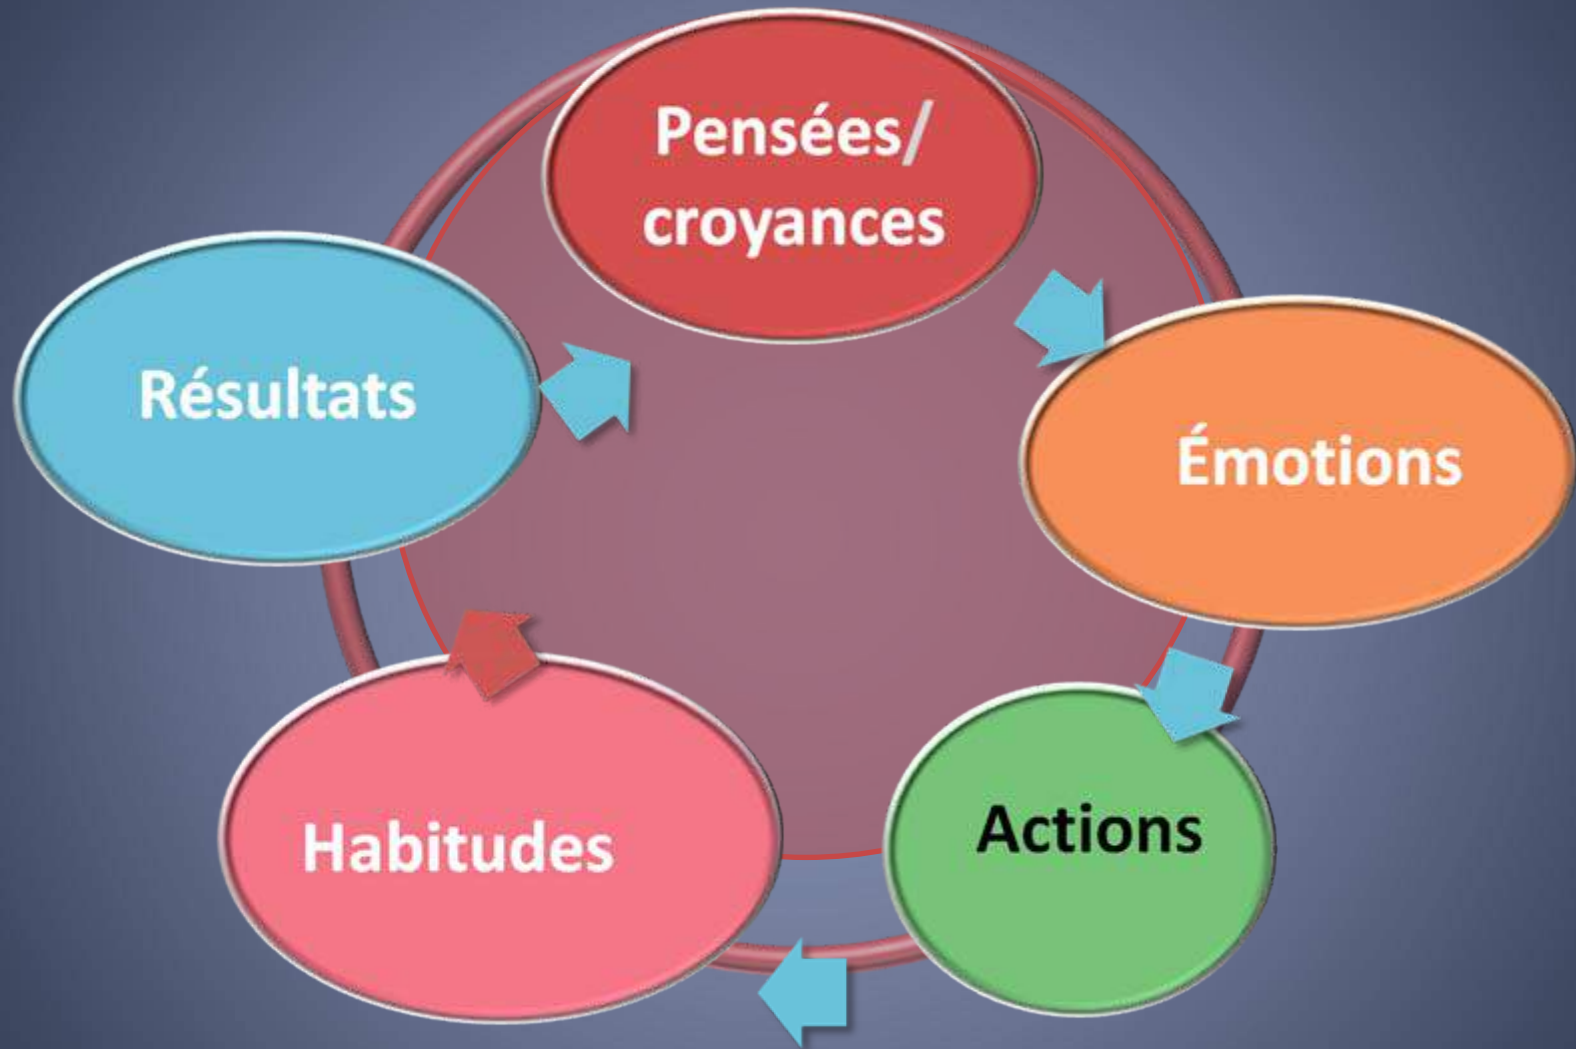 Pensées/
croyances
Émotions
Actions
Habitudes
Résultats